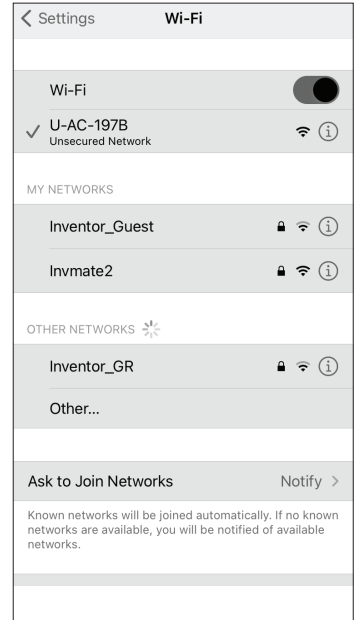 Settings Wi-Fi
Wi-Fi
U-AC-197B
Unsecured Network
MY NETWORKS
Inventor_Guest
Invmate2
OTHER NETWORKS
Inventor_GR
Other...
Ask to Join Networks Notify
Known networks will be joined automatically. If no known
networks are available, you will be notified of available
networks.